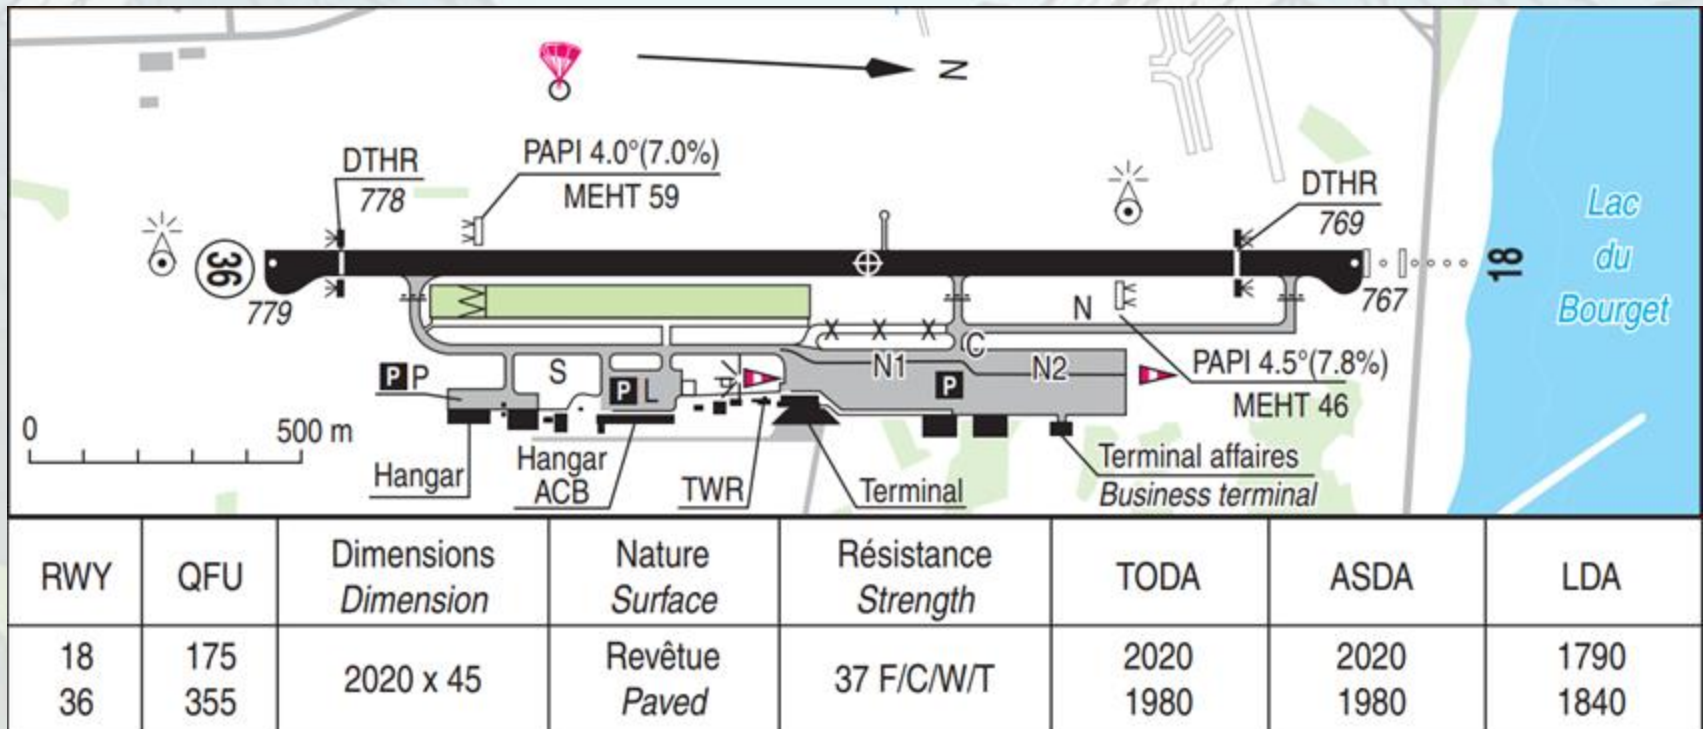 N
DTHR
778
PAPI 4.0°(7.0%)
MEHT 59
DTHR
769
Lac
du
Bourget
36
18
779
767
N
C
N1
N2
P P
S
P L
P
PAPI 4.5°(7.8%)
MEHT 46
0
500 m
Hangar
Hangar
ACB
TWR
Terminal
Terminal affaires
Business terminal
X X X
RWY
QFU
Dimensions
Dimension
Nature
Surface
Résistance
Strength
TODA
ASDA
LDA
18
36
175
355
2020 x 45
Revêtue
Paved
37 F/C/W/T
2020
1980
2020
1980
1790
1840